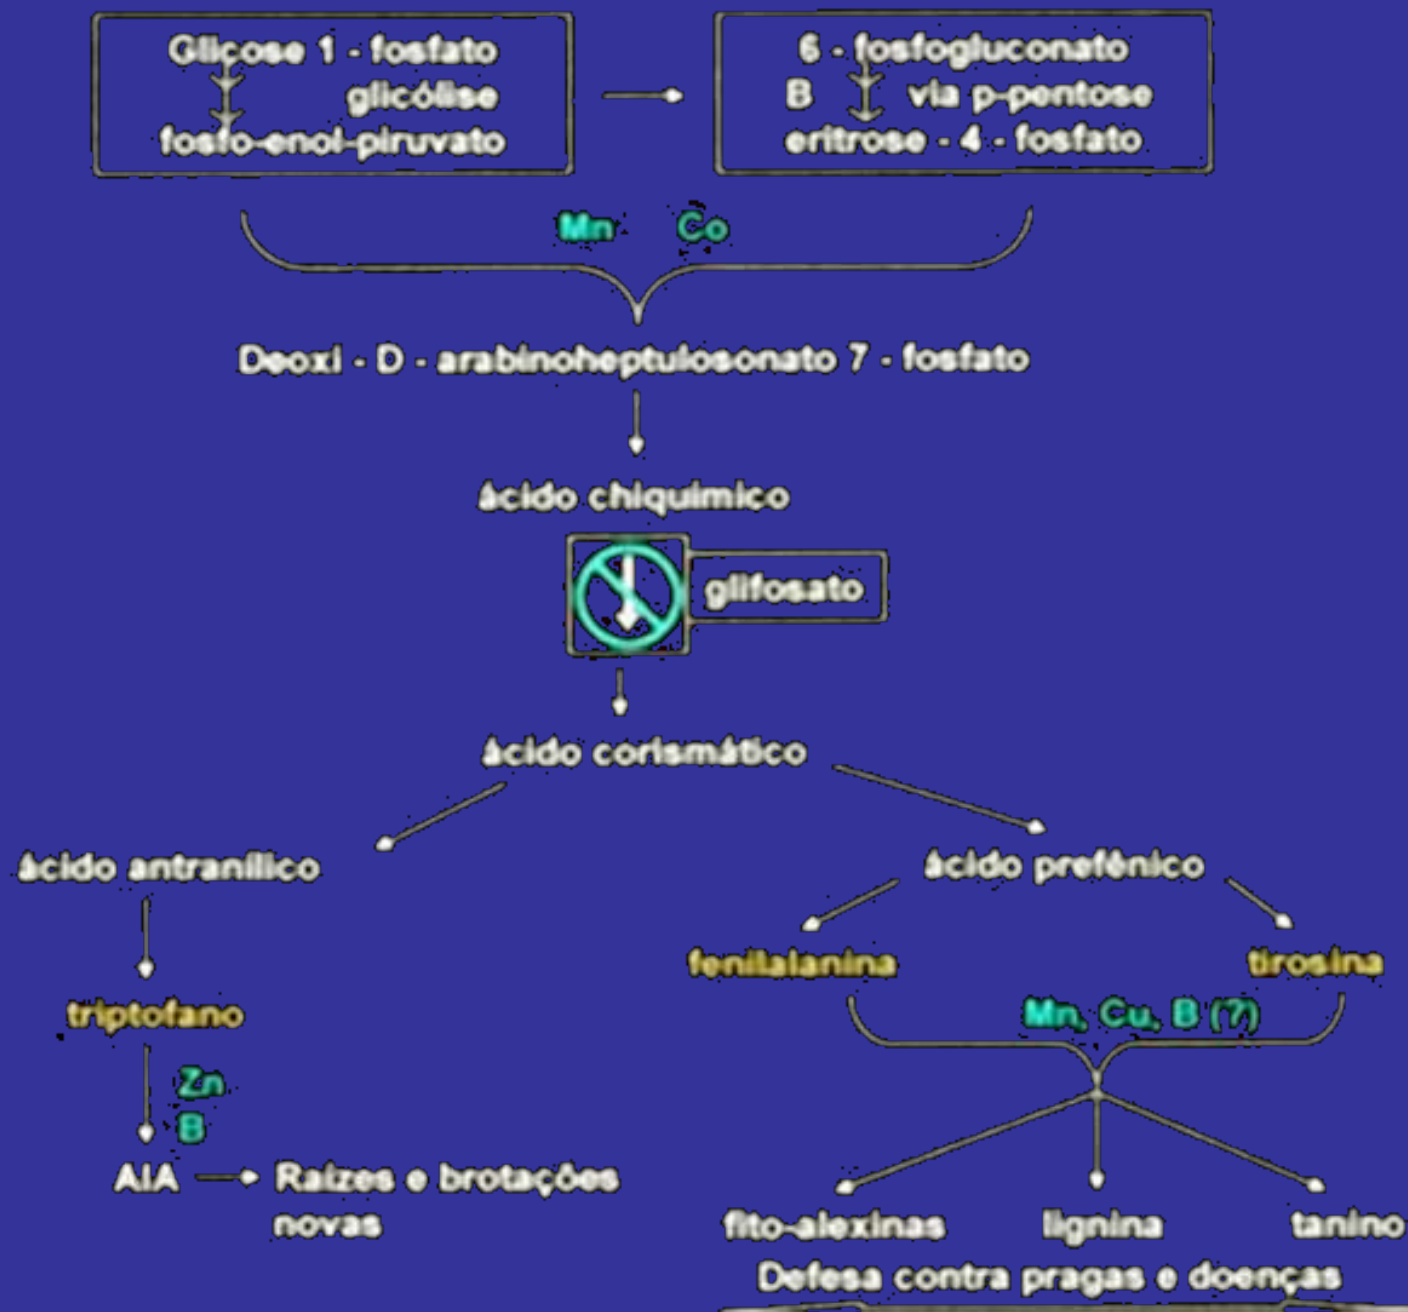 Glicose 1 - fosfato
glicólise
fosfo-enol-piruvato
6 - fosfogluconato
B via p-pentose
eritrose - 4 - fosfato
Mn Co
Deoxi - D - arabinoheptulosonato 7 - fosfato
ácido chiquímico
glifosato
ácido corismático
ácido antranílico
ácido prefênico
fenilalanina
tirosina
triptofano
Mn, Cu, B (?)
Zn
B
AIA
Raízes e brotações
novas
fito-alexinas
lignina
tanino
Defesa contra pragas e doenças